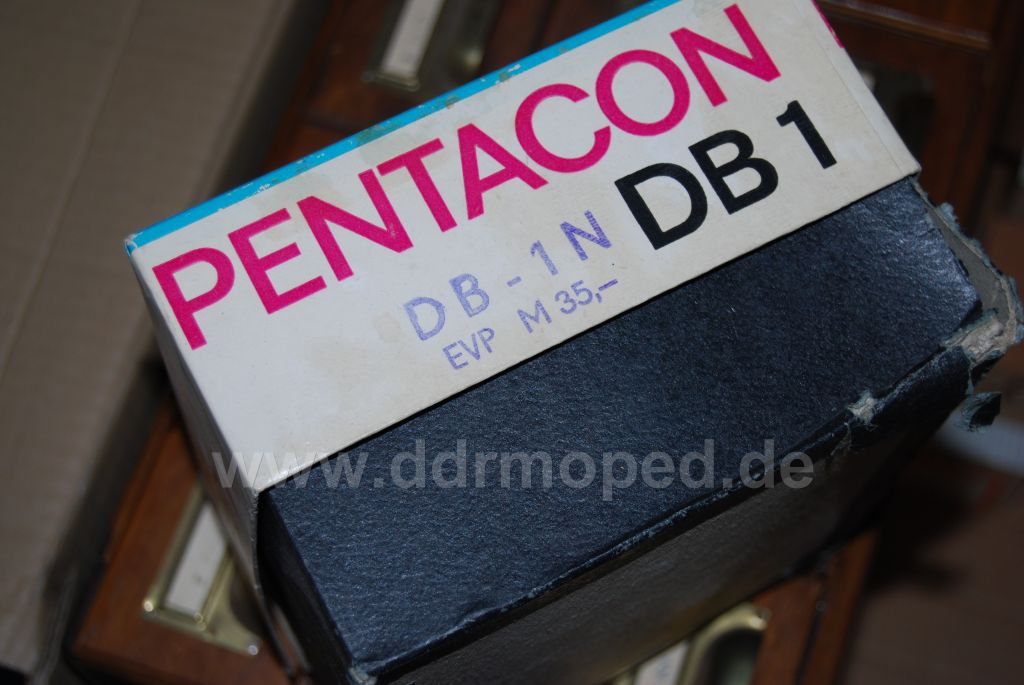 PENTACON
DB 1
DB-1N
EVP M 35,–
www.ddrmoped.de